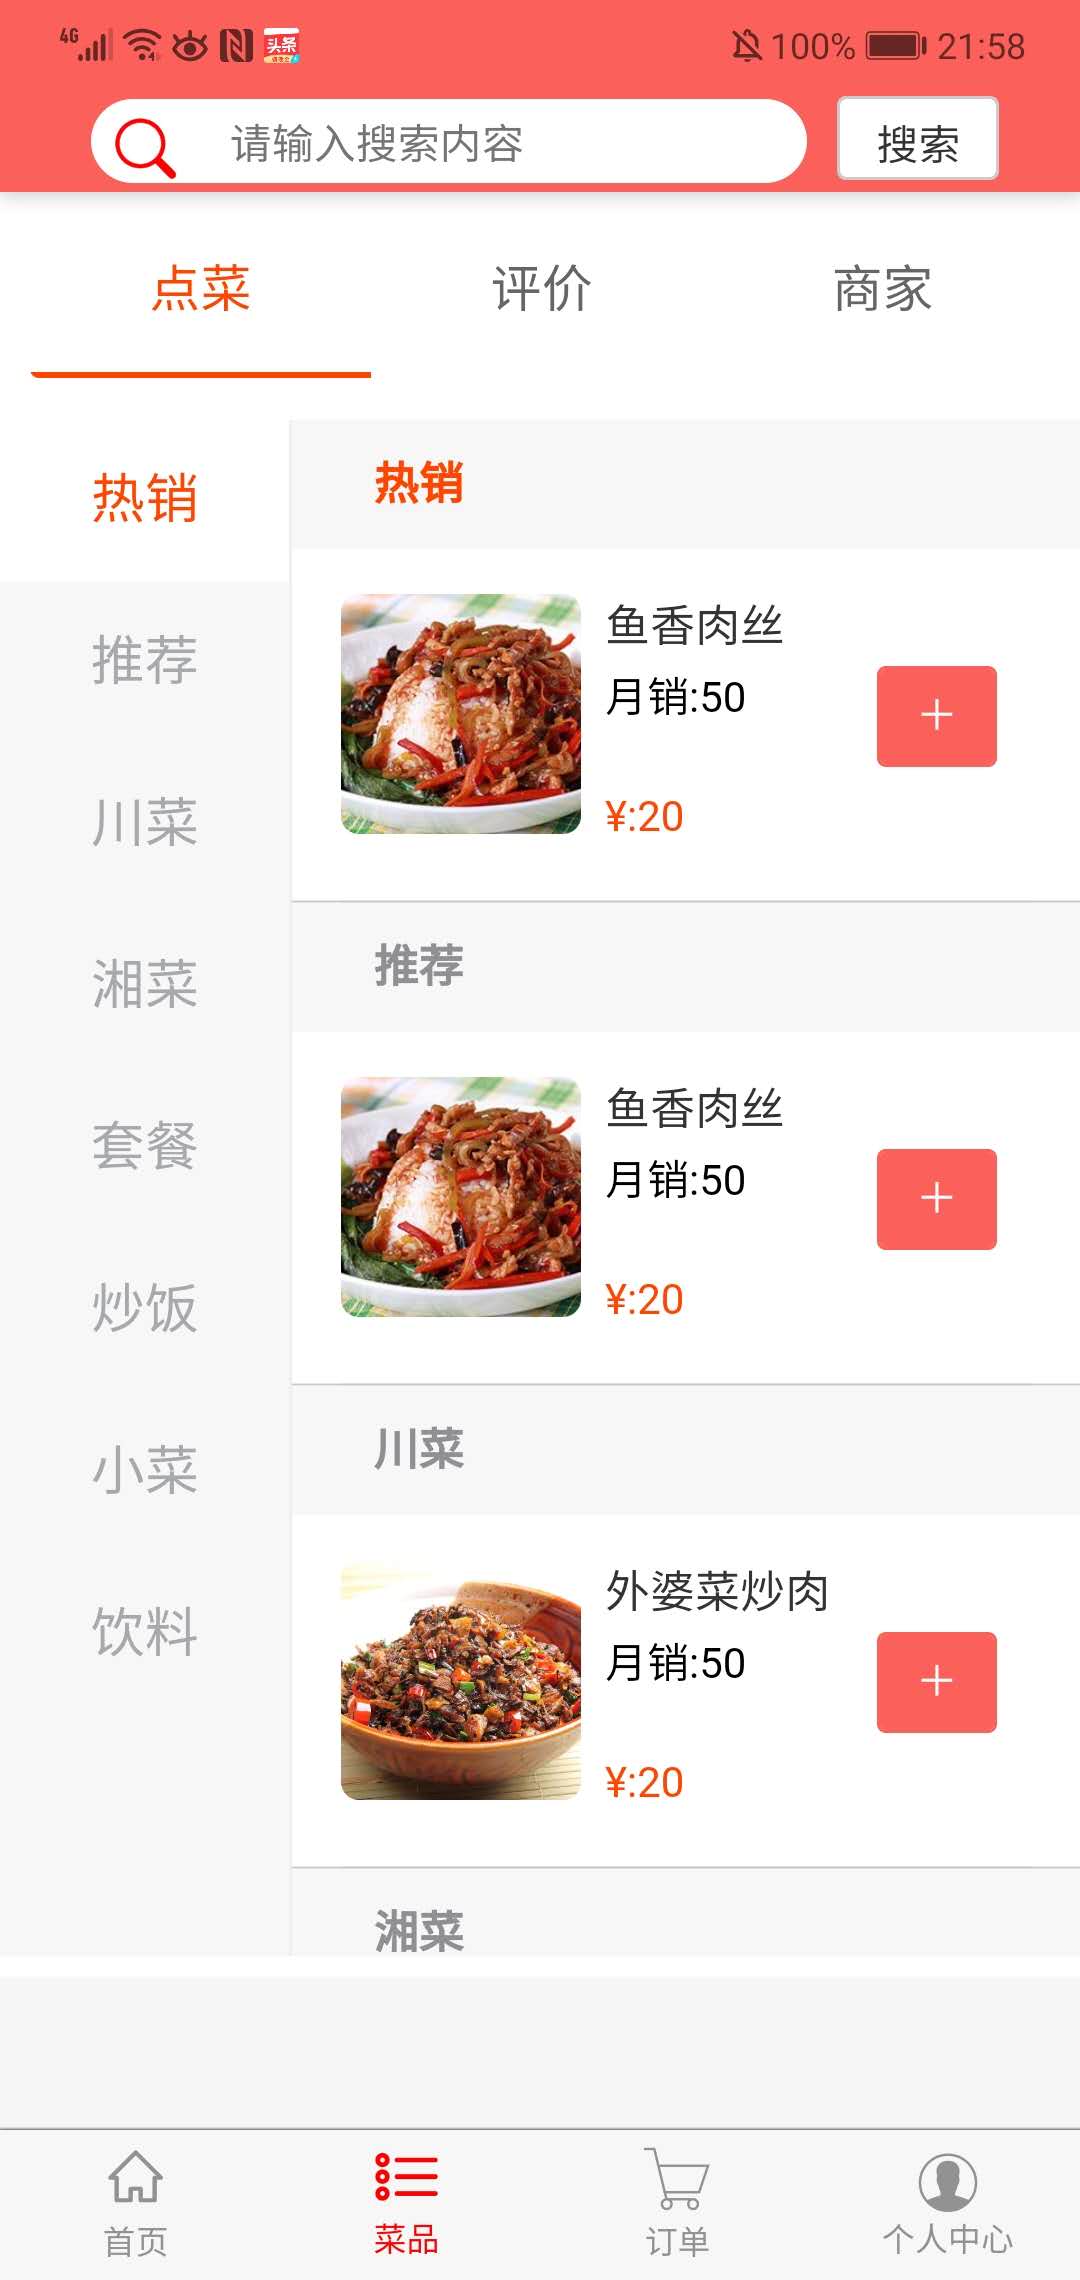 4G 头条 100% 21:58
请输入搜索内容 搜索
点菜 评价 商家
热销
推荐
川菜
湘菜
套餐
炒饭
小菜
饮料
热销
鱼香肉丝
月销:50
+
¥:20
推荐
鱼香肉丝
月销:50
+
¥:20
川菜
外婆菜炒肉
月销:50
+
¥:20
湘菜
首页 菜品 订单 个人中心